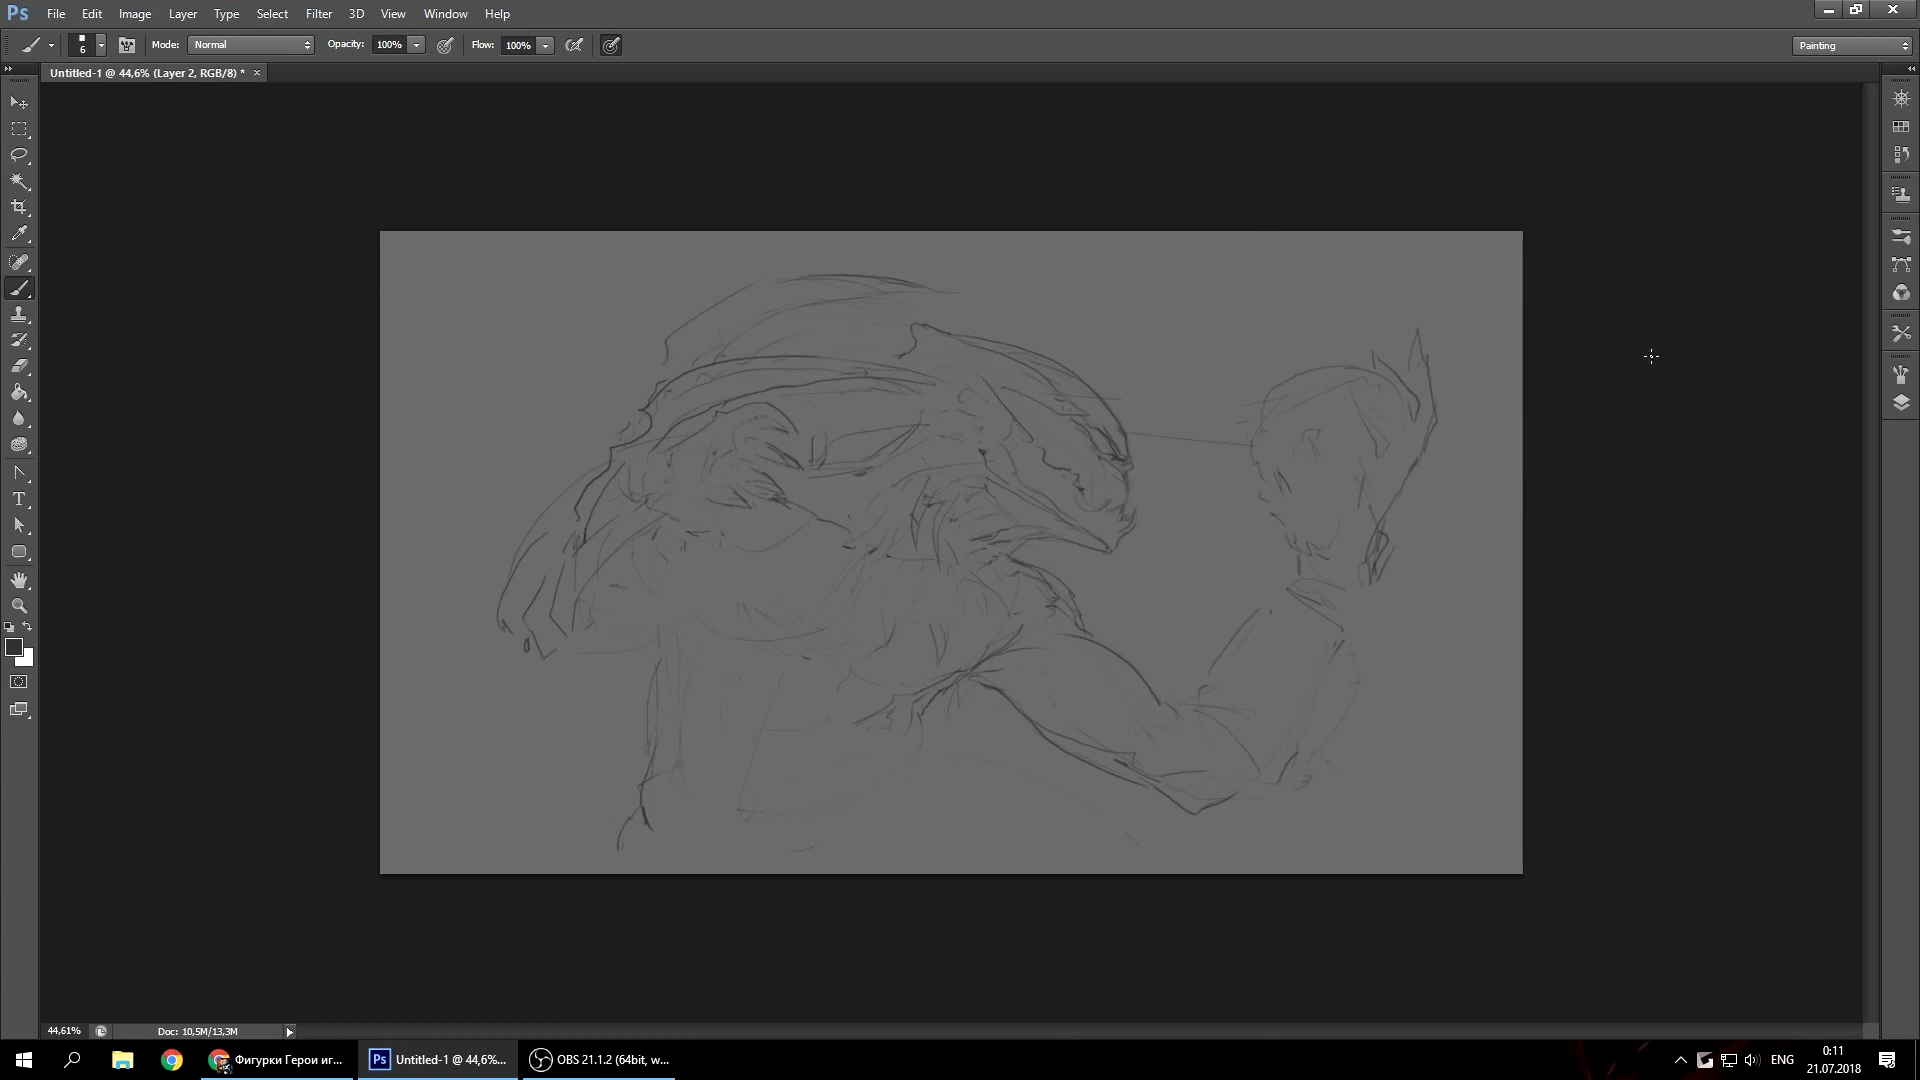 Ps File Edit Image Layer Type Select Filter 3D View Window Help
6 Mode: Normal Opacity: 100% Flow: 100% Painting
Untitled-1 @ 44,6% (Layer 2, RGB/8) * ×
T
44,61% Doc: 10,5M/13,3M
Фигурки Герои иг... Ps Untitled-1 @ 44,6%... OBS 21.1.2 (64bit, w... ENG 0:11
21.07.2018